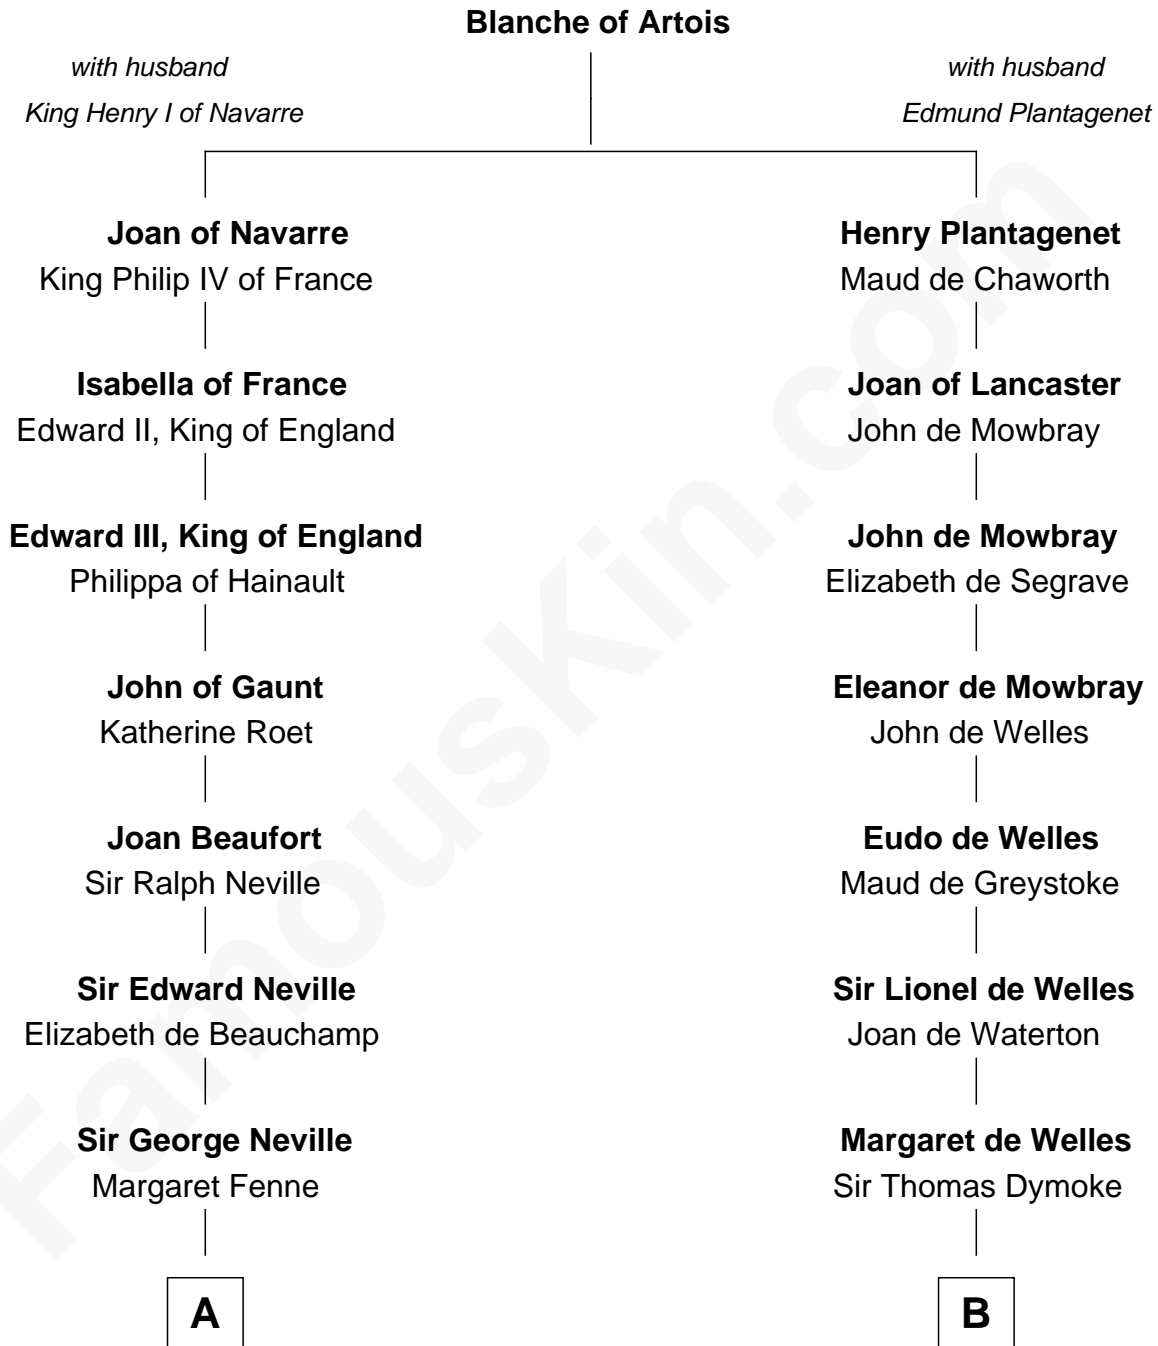 Blanche of Artois
with husband
King Henry I of Navarre
with husband
Edmund Plantagenet
Joan of Navarre
King Philip IV of France
Henry Plantagenet
Maud de Chaworth
Isabella of France
Edward II, King of England
Joan of Lancaster
John de Mowbray
Edward III, King of England
Philippa of Hainault
John de Mowbray
Elizabeth de Segrave
John of Gaunt
Katherine Roet
Eleanor de Mowbray
John de Welles
Joan Beaufort
Sir Ralph Neville
Eudo de Welles
Maud de Greystoke
Sir Edward Neville
Elizabeth de Beauchamp
Sir Lionel de Welles
Joan de Waterton
Sir George Neville
Margaret Fenne
Margaret de Welles
Sir Thomas Dymoke
A
B
FamousKin.com